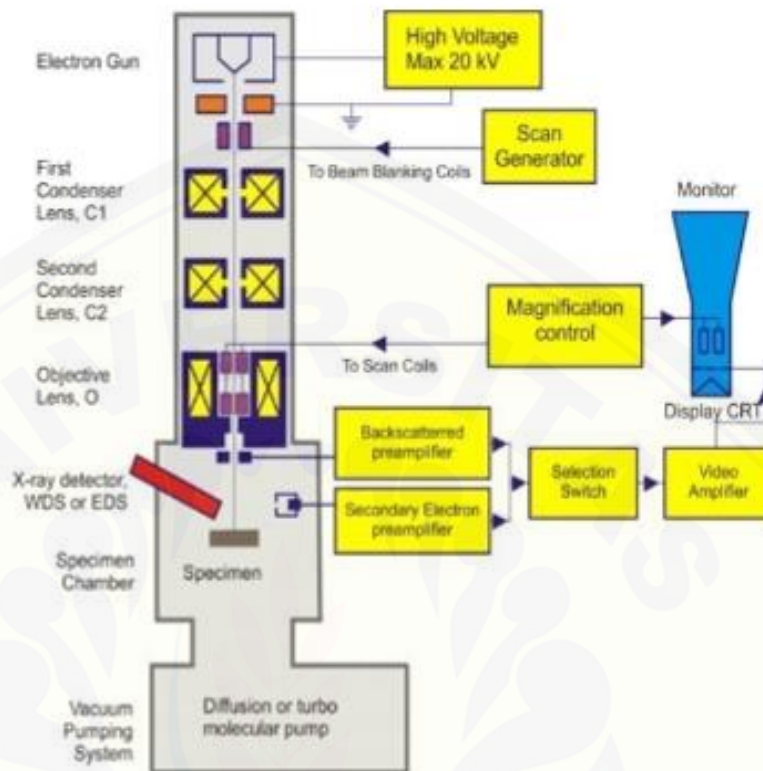 Electron Gun
High Voltage
Max 20 kV
Scan
Generator
To Beam Blanking Coils
First
Condenser
Lens, C1
Monitor
Second
Condenser
Lens, C2
Magnification
control
To Scan Coils
Objective
Lens, O
Display CRT
Backscatterred
preamplifier
X-ray detector,
WDS or EDS
Selection
Switch
Video
Amplifier
Secondary Electron
preamplifier
Specimen
Chamber
Specimen
Vacuum
Pumping
System
Diffusion or turbo
molecular pump